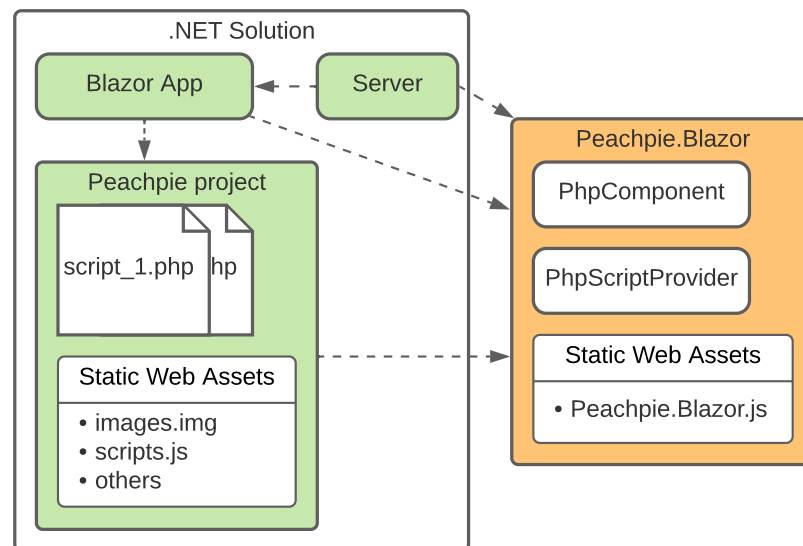 .NET Solution
Blazor App
Server
Peachpie project
script_1.php
hp
Static Web Assets
• images.img
• scripts.js
• others
Peachpie.Blazor
PhpComponent
PhpScriptProvider
Static Web Assets
• Peachpie.Blazor.js